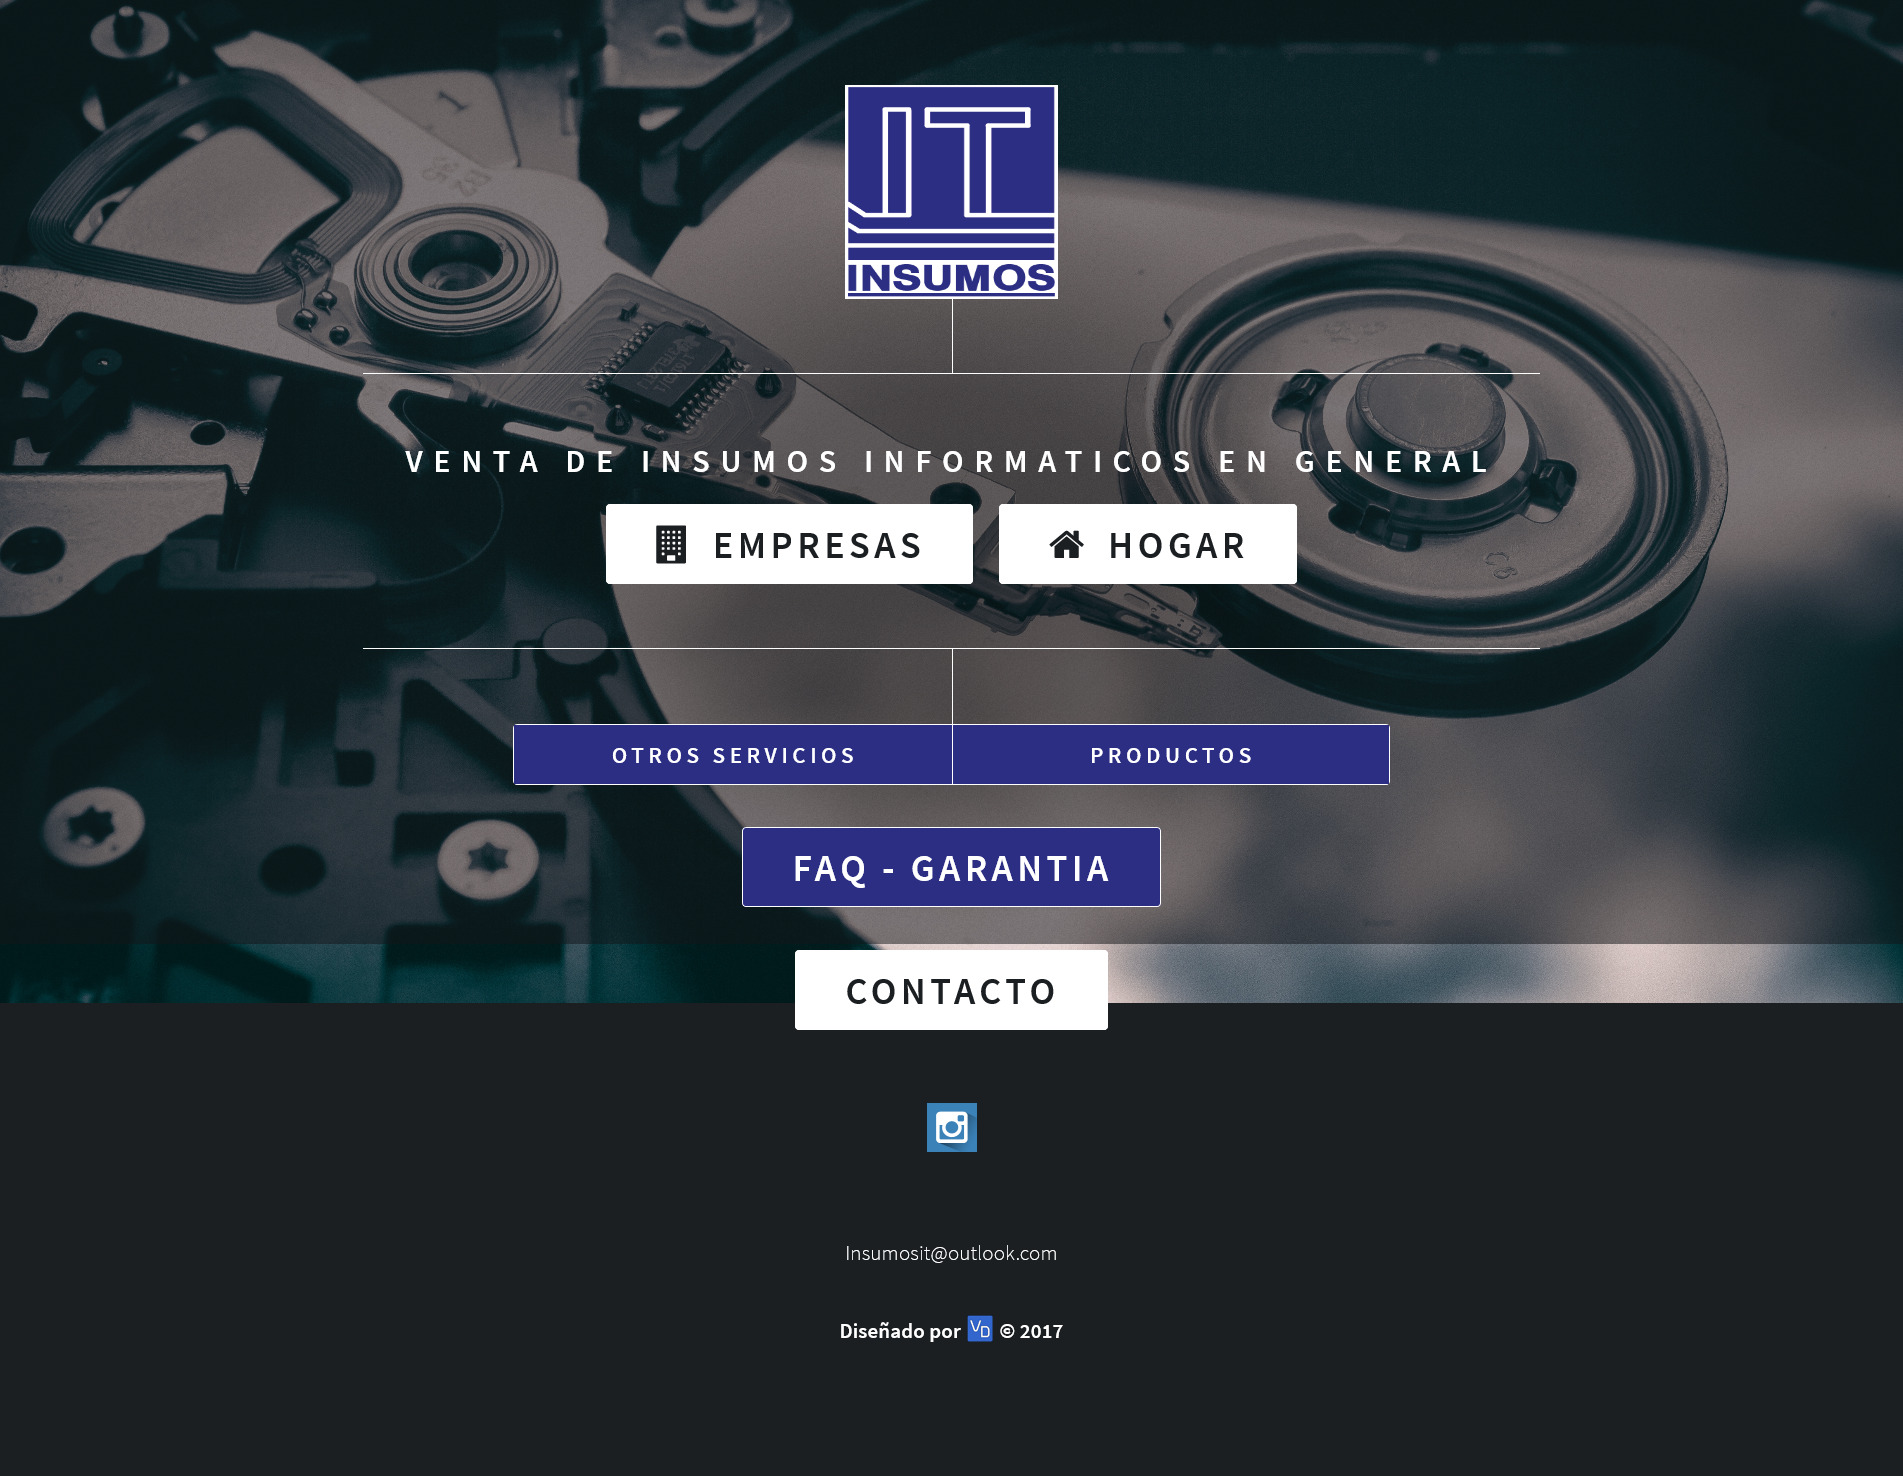 IT
INSUMOS
VENTA DE INSUMOS INFORMATICOS EN GENERAL
EMPRESAS
HOGAR
OTROS SERVICIOS
PRODUCTOS
FAQ - GARANTIA
CONTACTO
Insumosit@outlook.com
Diseñado por VD © 2017